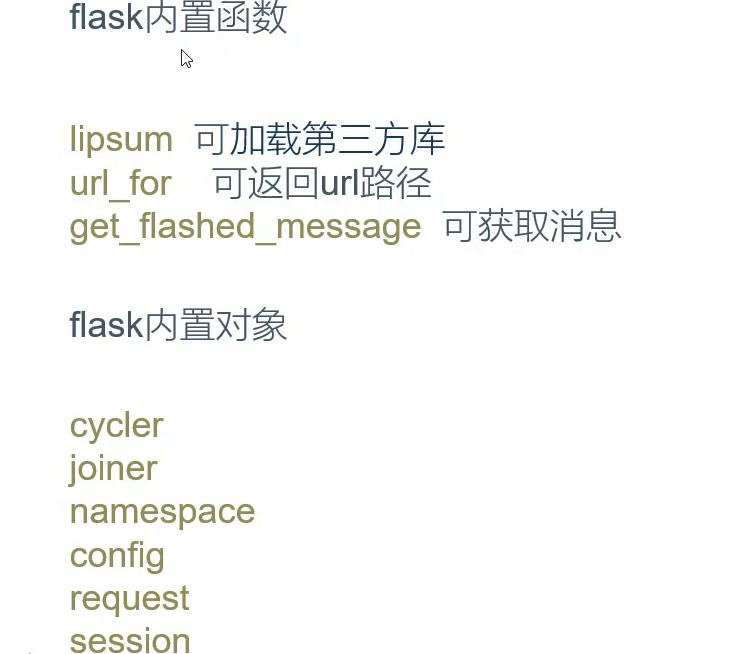 flask内置函数
lipsum 可加载第三方库
url_for 可返回url路径
get_flashed_message 可获取消息
flask内置对象
cycler
joiner
namespace
config
request
session